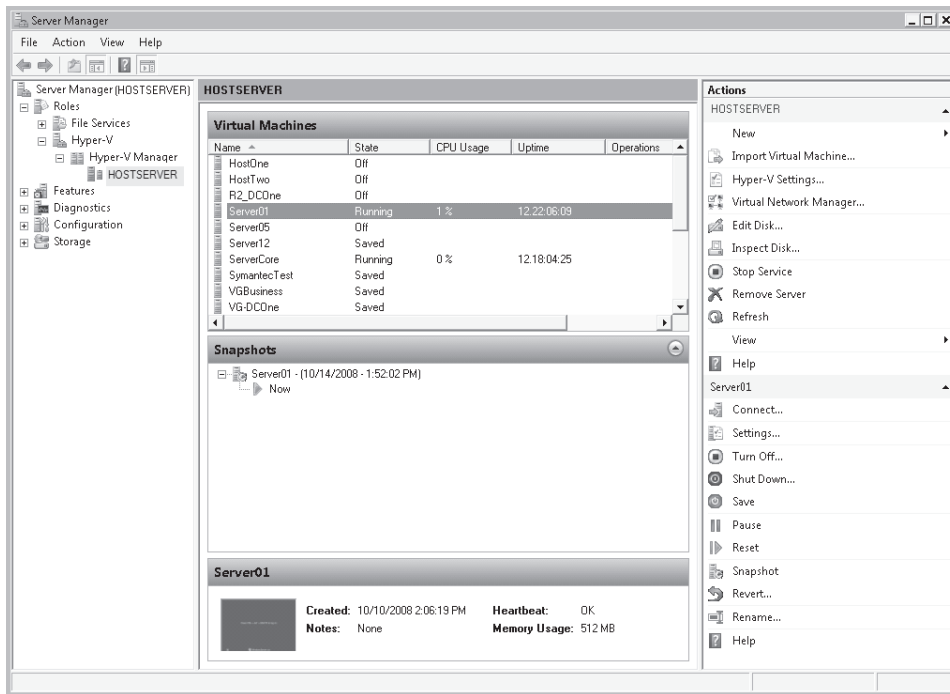 Server Manager
File Action View Help
Server Manager (HOSTSERVER)
Roles
File Services
Hyper-V
Hyper-V Manager
HOSTSERVER
Features
Diagnostics
Configuration
Storage
HOSTSERVER
Virtual Machines
Name State CPU Usage Uptime Operations
HostOne Off
HostTwo Off
R2_DCOne Off
Server01 Running 1 % 12.22:06:09
Server05 Off
Server12 Saved
ServerCore Running 0 % 12.18:04:25
SymantecTest Saved
VGBusiness Saved
VG-DCOne Saved
Snapshots
Server01 - (10/14/2008 - 1:52:02 PM)
Now
Server01
Created: 10/10/2008 2:06:19 PM Heartbeat: OK
Notes: None Memory Usage: 512 MB
Actions
HOSTSERVER
New
Import Virtual Machine...
Hyper-V Settings...
Virtual Network Manager...
Edit Disk...
Inspect Disk...
Stop Service
Remove Server
Refresh
View
Help
Server01
Connect...
Settings...
Turn Off...
Shut Down...
Save
Pause
Reset
Snapshot
Revert...
Rename...
Help